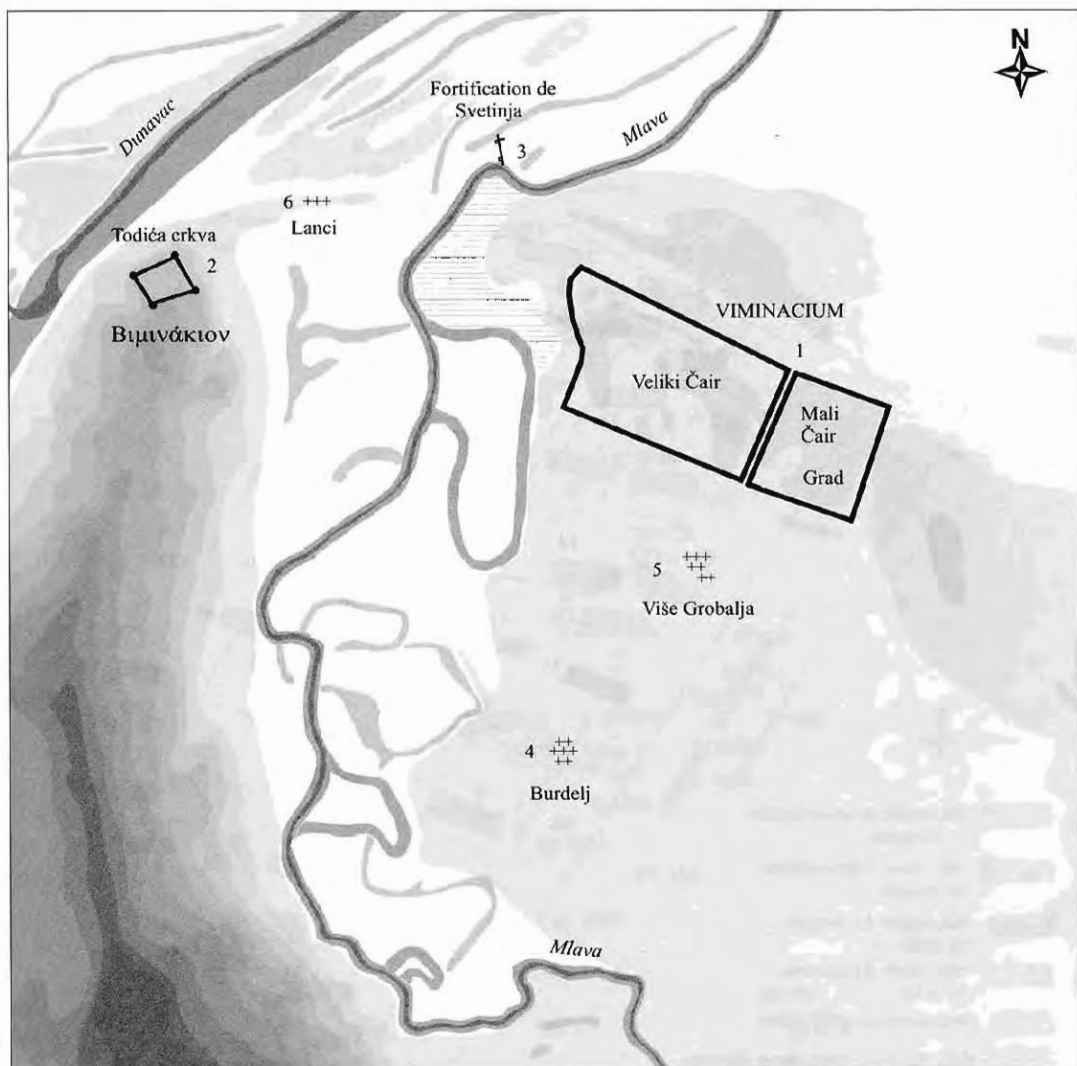 N
Fortification de
Svetinja
Dunavac
Mlava
3
6
Lanci
Todića crkva
2
Βιμινάκιον
VIMINACIUM
1
Veliki Čair
Mali
Čair
Grad
5
Više Grobalja
4
Burdelj
Mlava